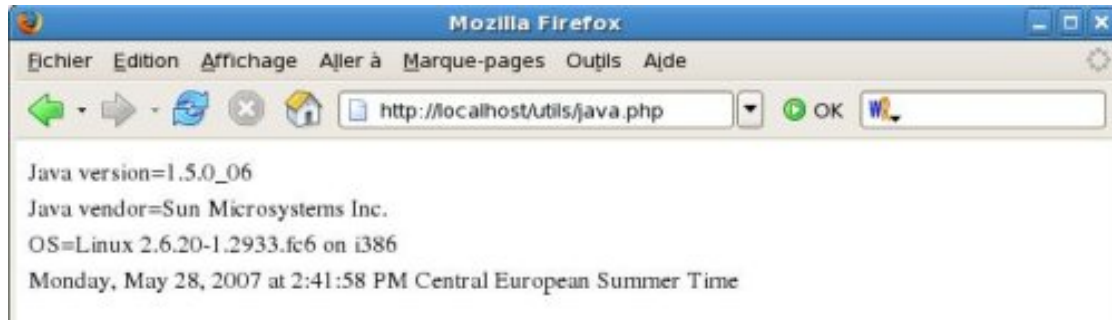 Mozilla Firefox
Fichier Edition Affichage Aller à Marque-pages Outils Aide
http://localhost/utils/java.php OK W
Java version=1.5.0_06
Java vendor=Sun Microsystems Inc.
OS=Linux 2.6.20-1.2933.fc6 on i386
Monday, May 28, 2007 at 2:41:58 PM Central European Summer Time